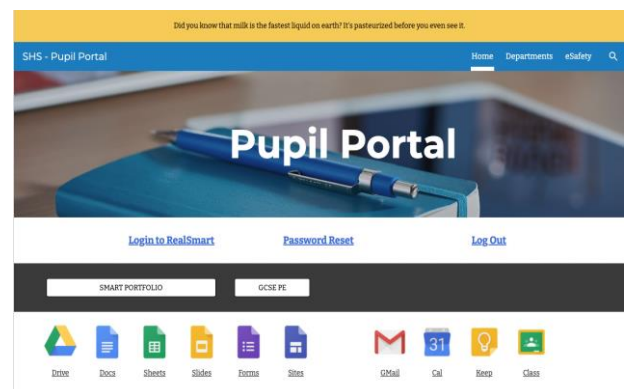 Did you know that milk is the fastest liquid on earth? It's pasteurized before you even see it.
SHS - Pupil Portal
Home Departments eSafety
Pupil Portal
Login to RealSmart Password Reset Log Out
SMART PORTFOLIO GCSE PE
31
Drive Docs Sheets Slides Forms Sites GMail Cal Keep Class